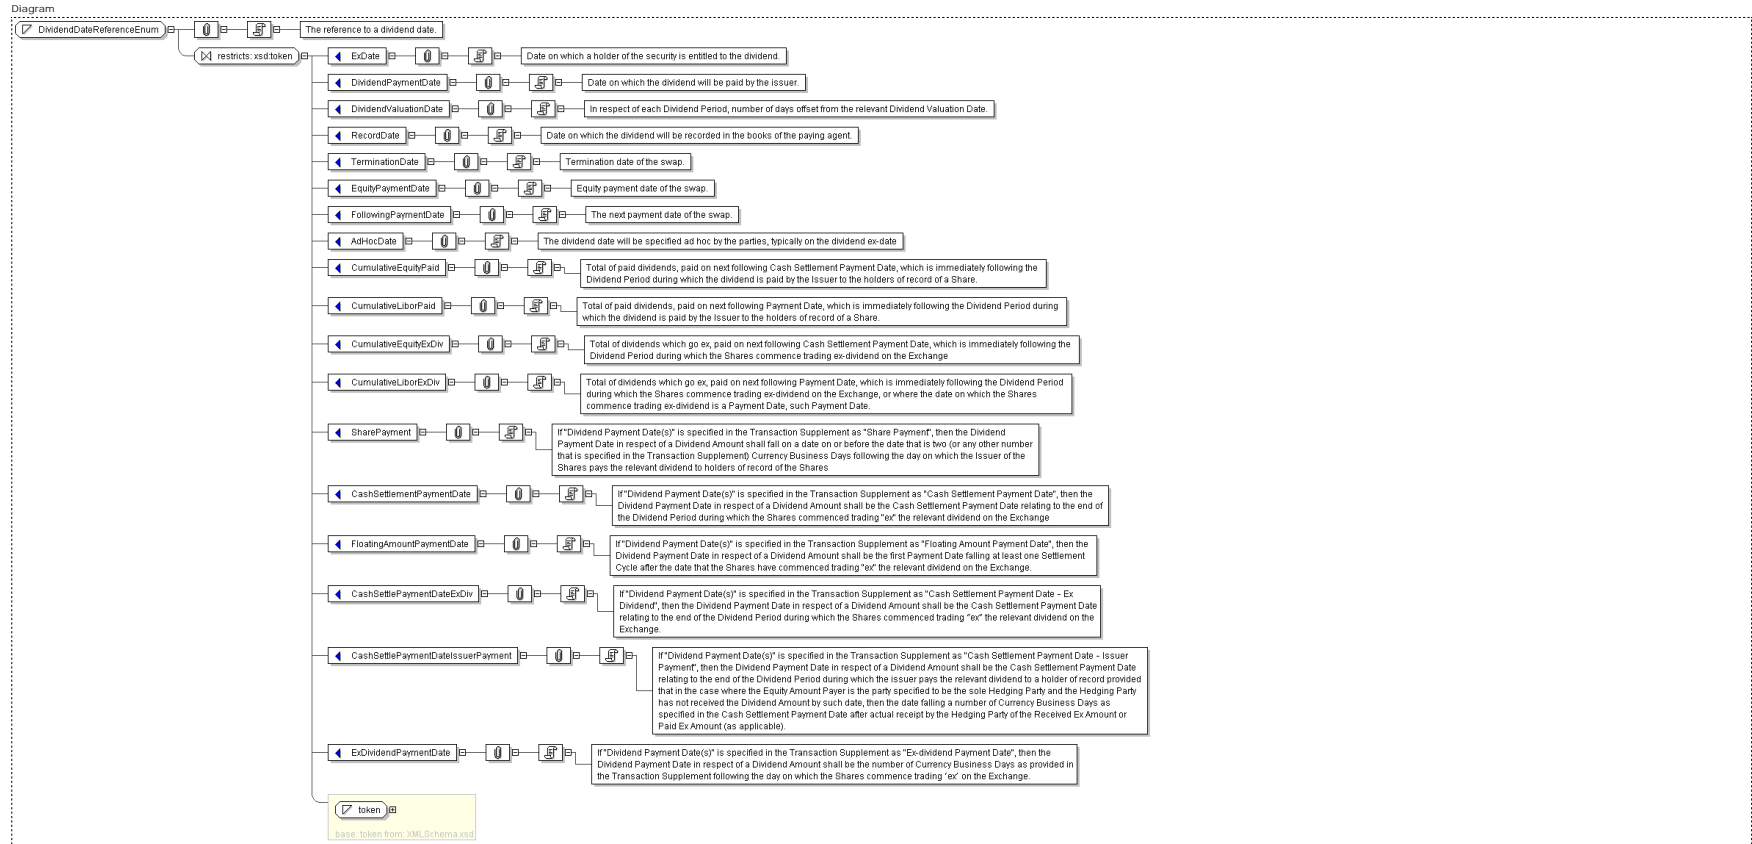 Diagram
DividendDateReferenceEnum
The reference to a dividend date.
restricts: xsd:token
ExDate
Date on which a holder of the security is entitled to the dividend.
DividendPaymentDate
Date on which the dividend will be paid by the issuer.
DividendValuationDate
In respect of each Dividend Period, number of days offset from the relevant Dividend Valuation Date.
RecordDate
Date on which the dividend will be recorded in the books of the paying agent.
TerminationDate
Termination date of the swap.
EquityPaymentDate
Equity payment date of the swap.
FollowingPaymentDate
The next payment date of the swap.
AdHocDate
The dividend date will be specified ad hoc by the parties, typically on the dividend ex-date
CumulativeEquityPaid
Total of paid dividends, paid on next following Cash Settlement Payment Date, which is immediately following the
Dividend Period during which the dividend is paid by the Issuer to the holders of record of a Share.
CumulativeLiborPaid
Total of paid dividends, paid on next following Payment Date, which is immediately following the Dividend Period during
which the dividend is paid by the Issuer to the holders of record of a Share.
CumulativeEquityExDiv
Total of dividends which go ex, paid on next following Cash Settlement Payment Date, which is immediately following the
Dividend Period during which the Shares commence trading ex-dividend on the Exchange
CumulativeLiborExDiv
Total of dividends which go ex, paid on next following Payment Date, which is immediately following the Dividend Period
during which the Shares commence trading ex-dividend on the Exchange, or where the date on which the Shares
commence trading ex-dividend is a Payment Date, such Payment Date.
SharePayment
If "Dividend Payment Date(s)" is specified in the Transaction Supplement as "Share Payment", then the Dividend
Payment Date in respect of a Dividend Amount shall fall on a date on or before the date that is two (or any other number
that is specified in the Transaction Supplement) Currency Business Days following the day on which the Issuer of the
Shares pays the relevant dividend to holders of record of the Shares
CashSettlementPaymentDate
If "Dividend Payment Date(s)" is specified in the Transaction Supplement as "Cash Settlement Payment Date", then the
Dividend Payment Date in respect of a Dividend Amount shall be the Cash Settlement Payment Date relating to the end of
the Dividend Period during which the Shares commenced trading "ex" the relevant dividend on the Exchange
FloatingAmountPaymentDate
If "Dividend Payment Date(s)" is specified in the Transaction Supplement as "Floating Amount Payment Date", then the
Dividend Payment Date in respect of a Dividend Amount shall be the first Payment Date falling at least one Settlement
Cycle after the date that the Shares have commenced trading "ex" the relevant dividend on the Exchange.
CashSettlePaymentDateExDiv
If "Dividend Payment Date(s)" is specified in the Transaction Supplement as "Cash Settlement Payment Date – Ex
Dividend", then the Dividend Payment Date in respect of a Dividend Amount shall be the Cash Settlement Payment Date
relating to the end of the Dividend Period during which the Shares commenced trading "ex" the relevant dividend on the
Exchange.
CashSettlePaymentDateIssuerPayment
If "Dividend Payment Date(s)" is specified in the Transaction Supplement as "Cash Settlement Payment Date – Issuer
Payment", then the Dividend Payment Date in respect of a Dividend Amount shall be the Cash Settlement Payment Date
relating to the end of the Dividend Period during which the issuer pays the relevant dividend to a holder of record provided
that in the case where the Equity Amount Payer is the party specified to be the sole Hedging Party and the Hedging Party
has not received the Dividend Amount by such date, then the date falling a number of Currency Business Days as
specified in the Cash Settlement Payment Date after actual receipt by the Hedging Party of the Received Ex Amount or
Paid Ex Amount (as applicable).
ExDividendPaymentDate
If "Dividend Payment Date(s)" is specified in the Transaction Supplement as "Ex-dividend Payment Date", then the
Dividend Payment Date in respect of a Dividend Amount shall be the number of Currency Business Days as provided in
the Transaction Supplement following the day on which the Shares commence trading 'ex' on the Exchange.
token
base: token from: XMLSchema.xsd